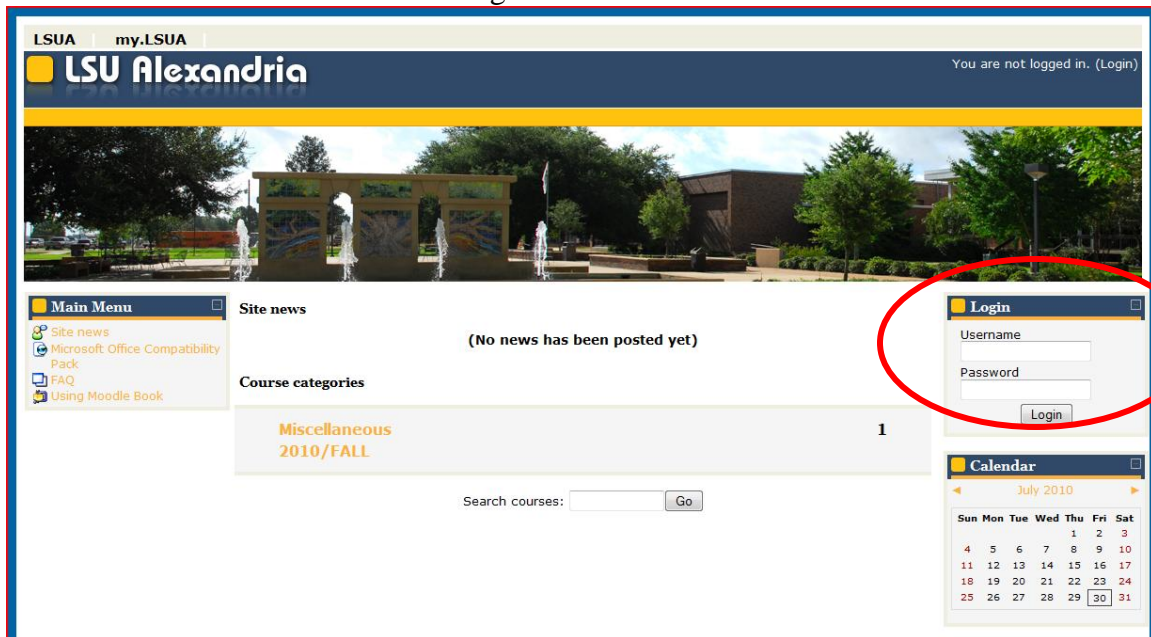 LSUA my.LSUA
LSU Alexandria
You are not logged in. (Login)
Main Menu
Site news
Microsoft Office Compatibility
Pack
FAQ
Using Moodle Book
Site news
(No news has been posted yet)
Course categories
Miscellaneous 1
2010/FALL
Search courses: Go
Login
Username
Password
Login
Calendar
◄ July 2010 ►
Sun Mon Tue Wed Thu Fri Sat
1 2 3
4 5 6 7 8 9 10
11 12 13 14 15 16 17
18 19 20 21 22 23 24
25 26 27 28 29 30 31